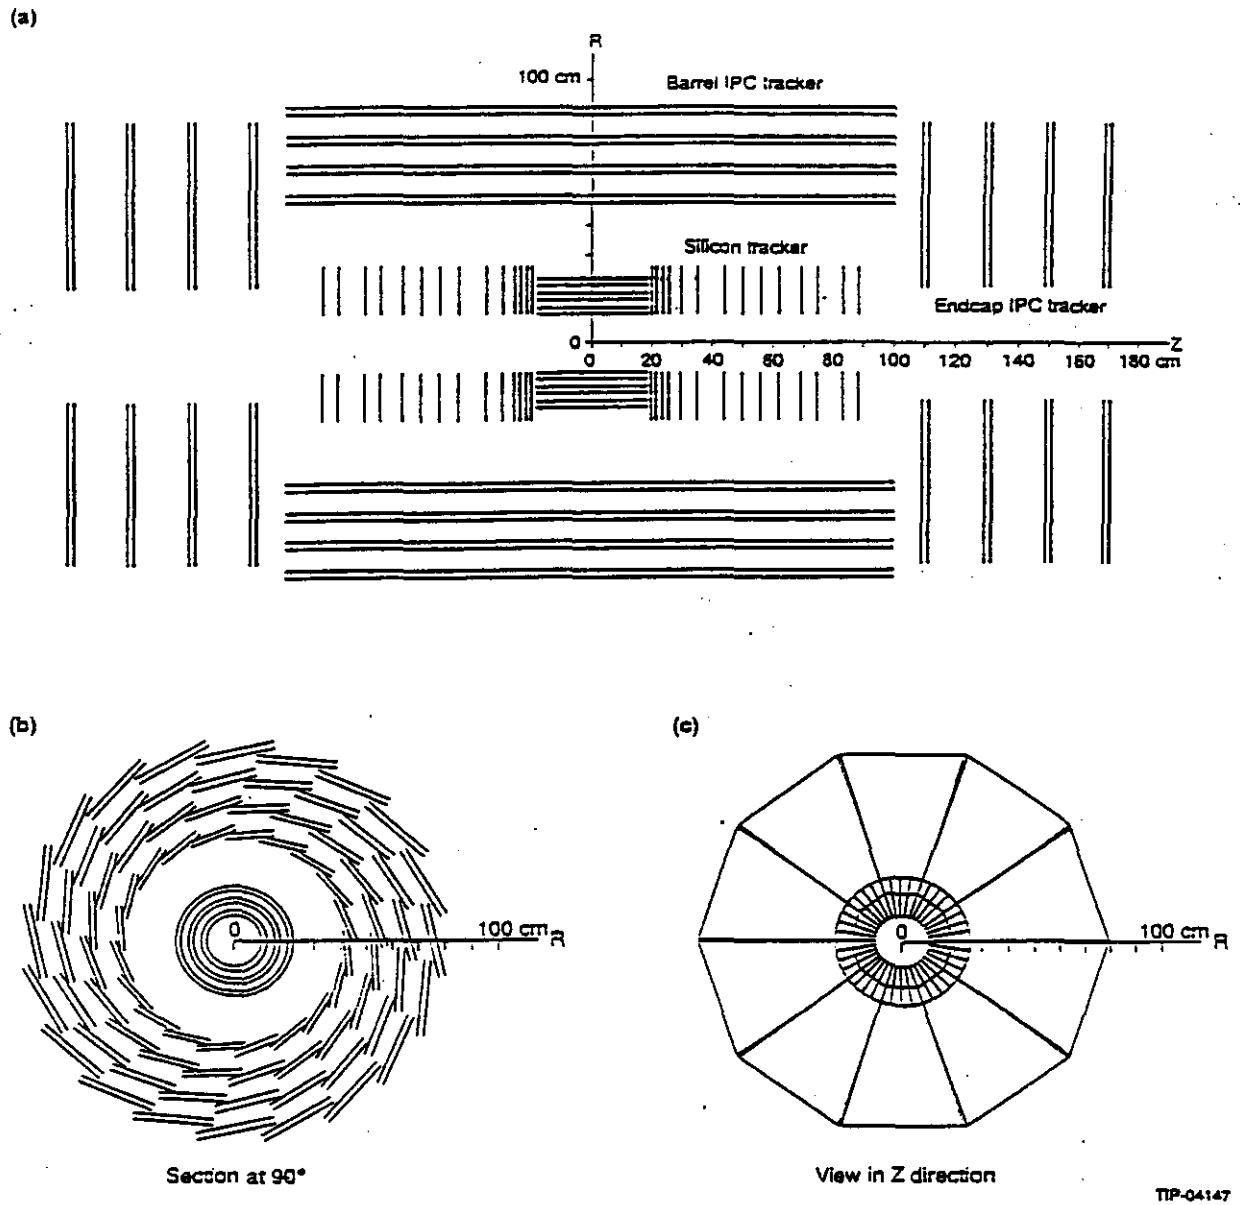 (a)
R
100 cm
Barrel IPC tracker
Silicon tracker
Endcap IPC tracker
0
Z
0 20 40 60 80 100 120 140 160 180 cm
(b)
(c)
0
100 cm
R
0
100 cm
R
Section at 90°
View in Z direction
TIP-04147